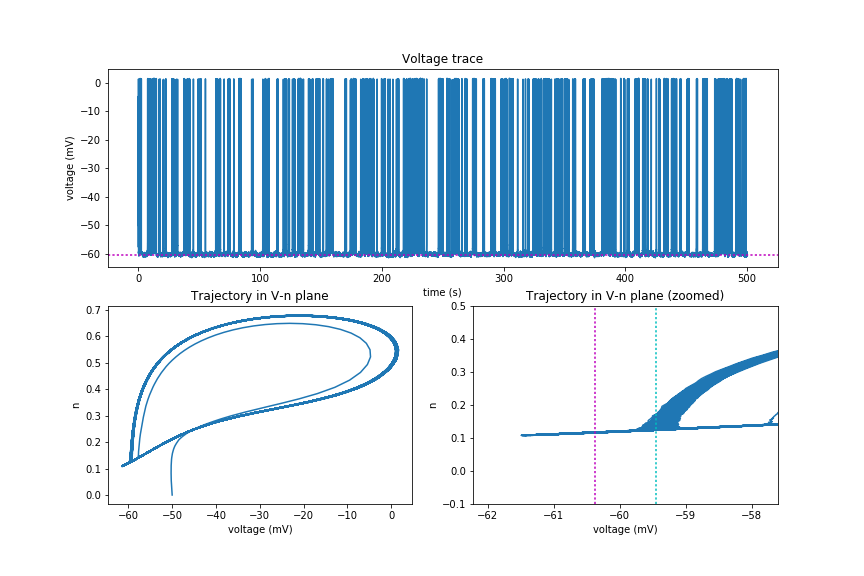 Voltage trace
voltage (mV)
0
−10
−20
−30
−40
−50
−60
0 100 200 300 400 500
time (s)
Trajectory in V-n plane
n
0.7
0.6
0.5
0.4
0.3
0.2
0.1
0.0
−60 −50 −40 −30 −20 −10 0
voltage (mV)
Trajectory in V-n plane (zoomed)
n
0.5
0.4
0.3
0.2
0.1
0.0
−0.1
−62 −61 −60 −59 −58
voltage (mV)